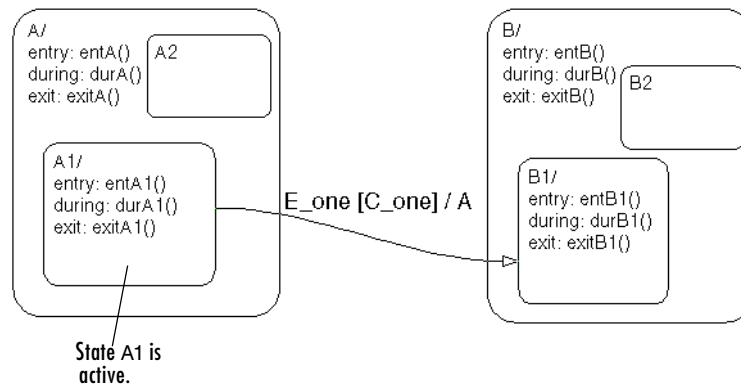 A/
entry: entA()
during: durA()
exit: exitA()
A2
A1/
entry: entA1()
during: durA1()
exit: exitA1()
E_one [C_one] / A
B/
entry: entB()
during: durB()
exit: exitB()
B2
B1/
entry: entB1()
during: durB1()
exit: exitB1()
State A1 is
active.